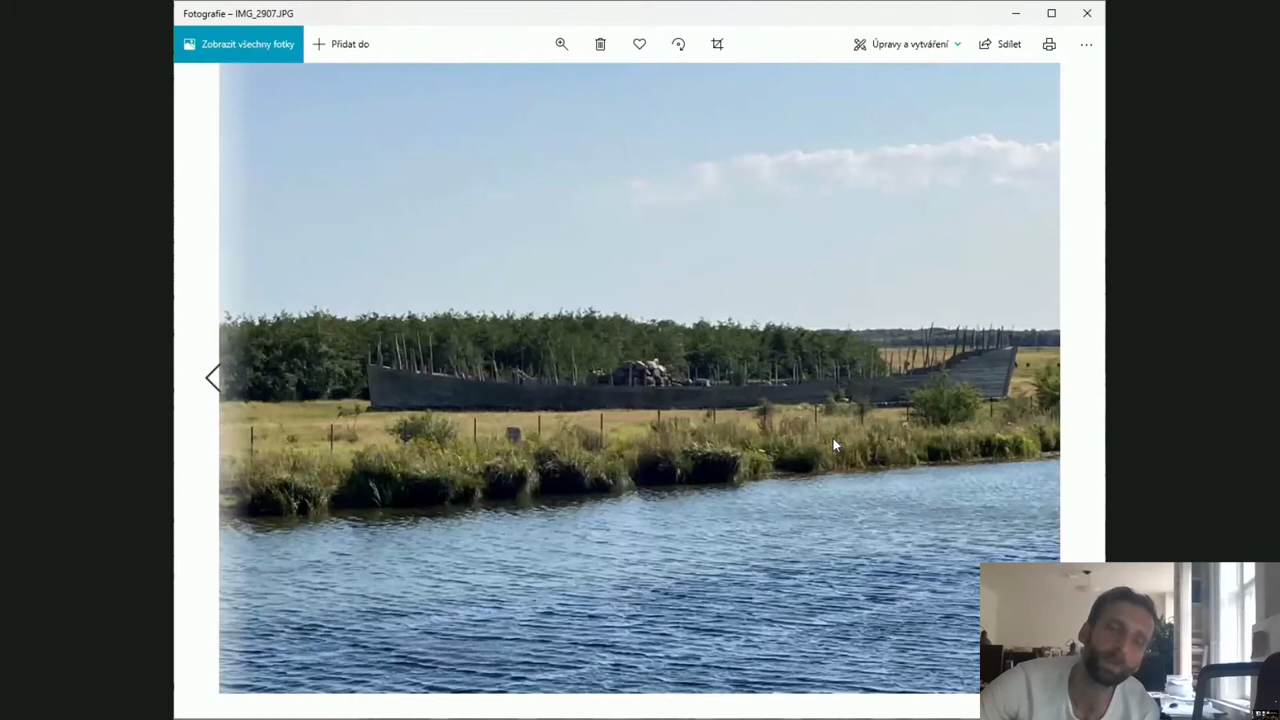 Fotografie – IMG_2907.JPG
Zobrazit všechny fotky
Přidat do
Úpravy a vytváření
Sdílet